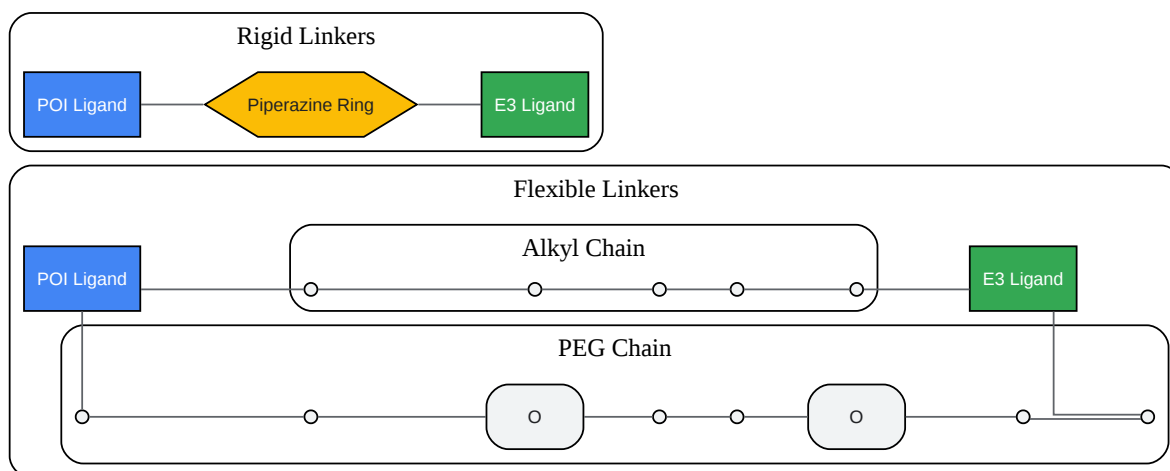 Rigid Linkers
POI Ligand
Piperazine Ring
E3 Ligand
Flexible Linkers
Alkyl Chain
POI Ligand
E3 Ligand
PEG Chain
O
O